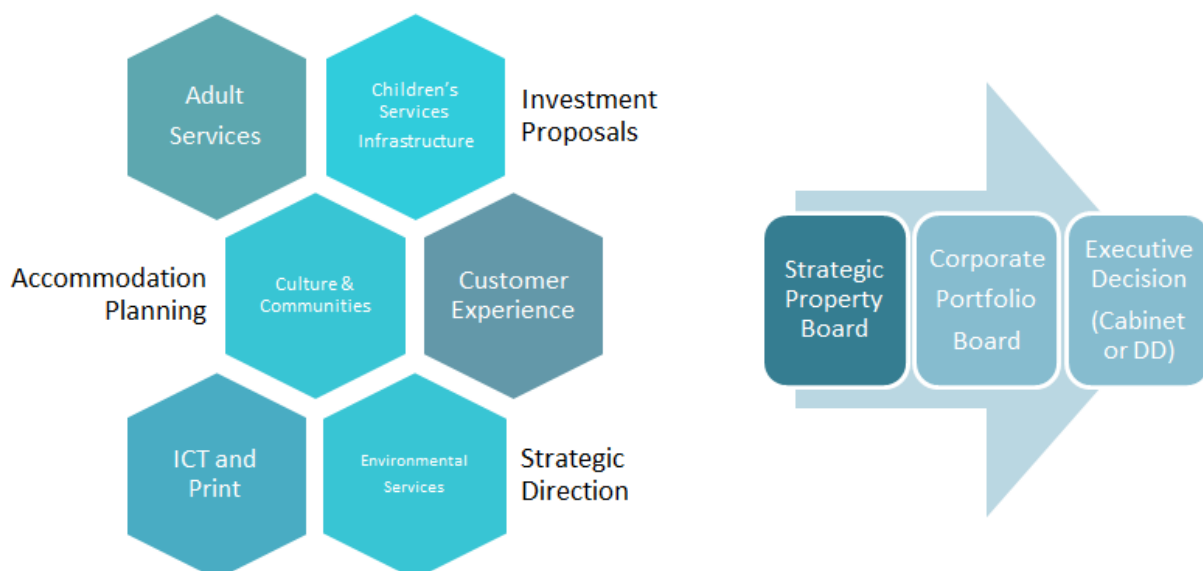 Adult
Services
Children's
Services
Infrastructure
Investment
Proposals
Accommodation
Planning
Culture &
Communities
Customer
Experience
ICT and
Print
Environmental
Services
Strategic
Direction
Strategic
Property
Board
Corporate
Portfolio
Board
Executive
Decision
(Cabinet
or DD)